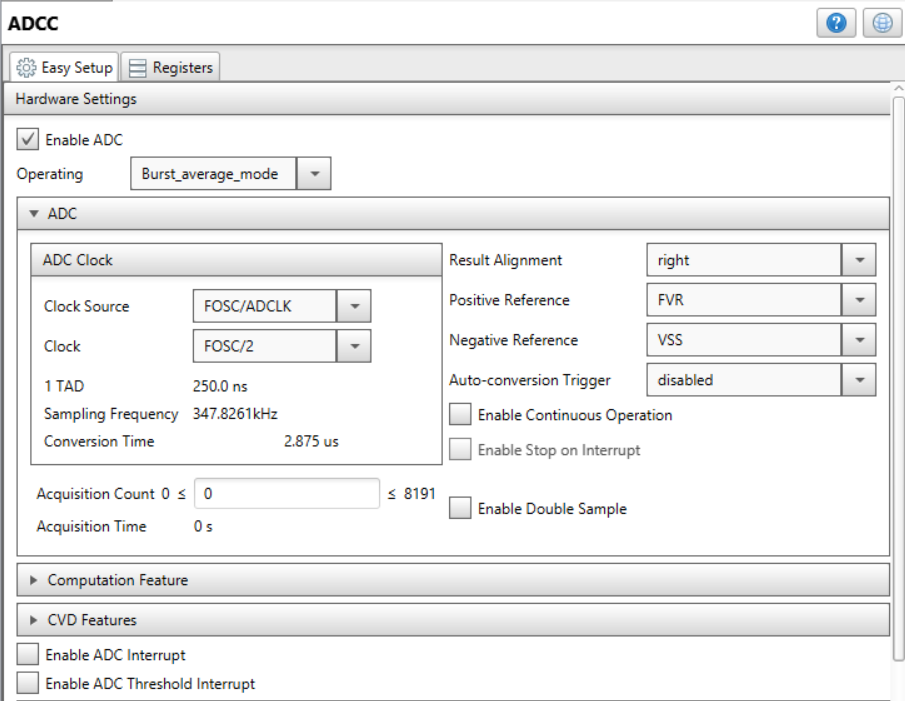 ADCC
Easy Setup Registers
Hardware Settings
Enable ADC
Operating Burst_average_mode
ADC
ADC Clock
Clock Source FOSC/ADCLK
Clock FOSC/2
1 TAD 250.0 ns
Sampling Frequency 347.8261kHz
Conversion Time 2.875 us
Acquisition Count 0 ≤ 0 ≤ 8191
Acquisition Time 0 s
Result Alignment right
Positive Reference FVR
Negative Reference VSS
Auto-conversion Trigger disabled
Enable Continuous Operation
Enable Stop on Interrupt
Enable Double Sample
Computation Feature
CVD Features
Enable ADC Interrupt
Enable ADC Threshold Interrupt